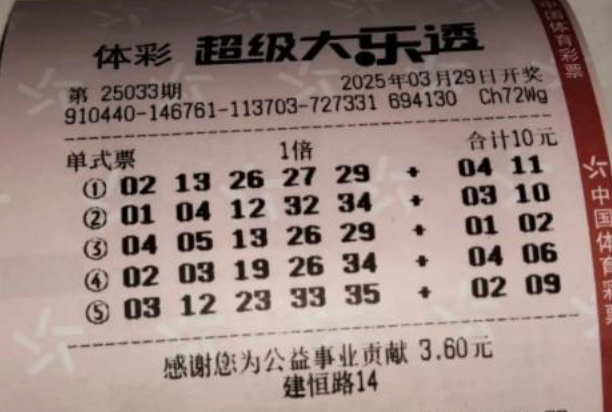 体彩 超级大乐透
第 25033期 2025年03月29日开奖
910440-146761-113703-727331 694130 Ch72Wg
单式票 1倍 合计10元
① 02 13 26 27 29 + 04 11
② 01 04 12 32 34 + 03 10
③ 04 05 13 26 29 + 01 02
④ 02 03 19 26 34 + 04 06
⑤ 03 12 23 33 35 + 02 09
感谢您为公益事业贡献 3.60元
建恒路14
中国体育彩票
中国体育彩票